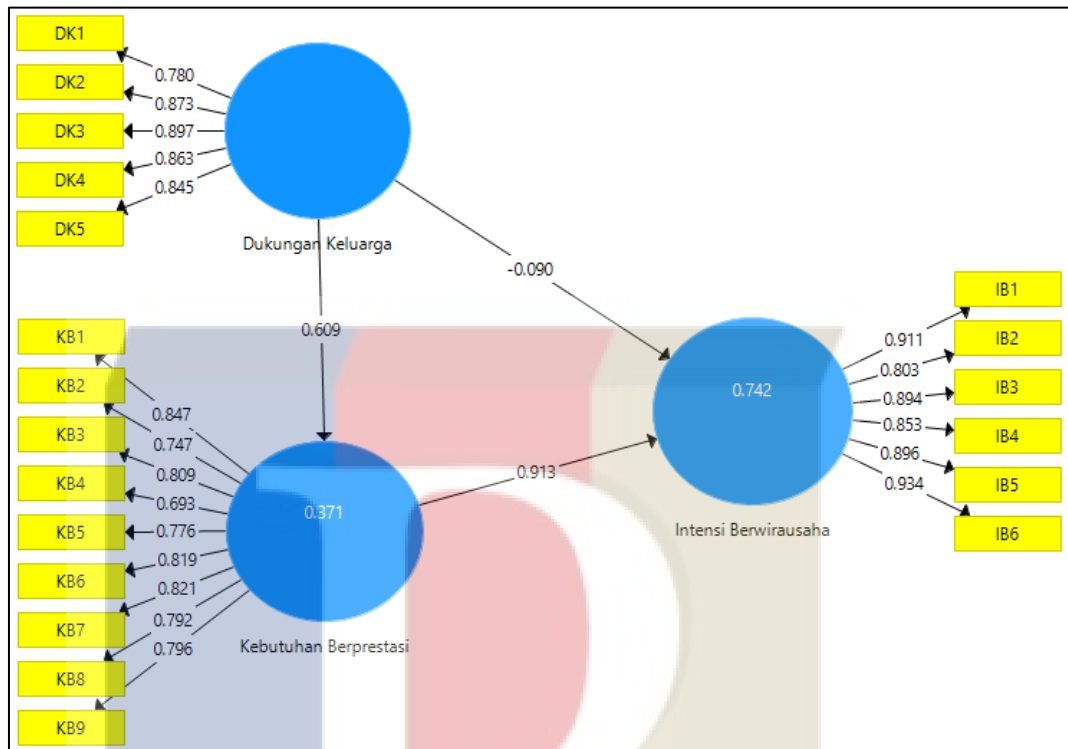 DK1
DK2
DK3
DK4
DK5
0.780
0.873
0.897
0.863
0.845
Dukungan Keluarga
-0.090
0.609
KB1
KB2
KB3
KB4
KB5
KB6
KB7
KB8
KB9
0.847
0.747
0.809
0.693
0.776
0.819
0.821
0.792
0.796
0.371
Kebutuhan Berprestasi
0.913
0.742
Intensi Berwirausaha
0.911
0.803
0.894
0.853
0.896
0.934
IB1
IB2
IB3
IB4
IB5
IB6